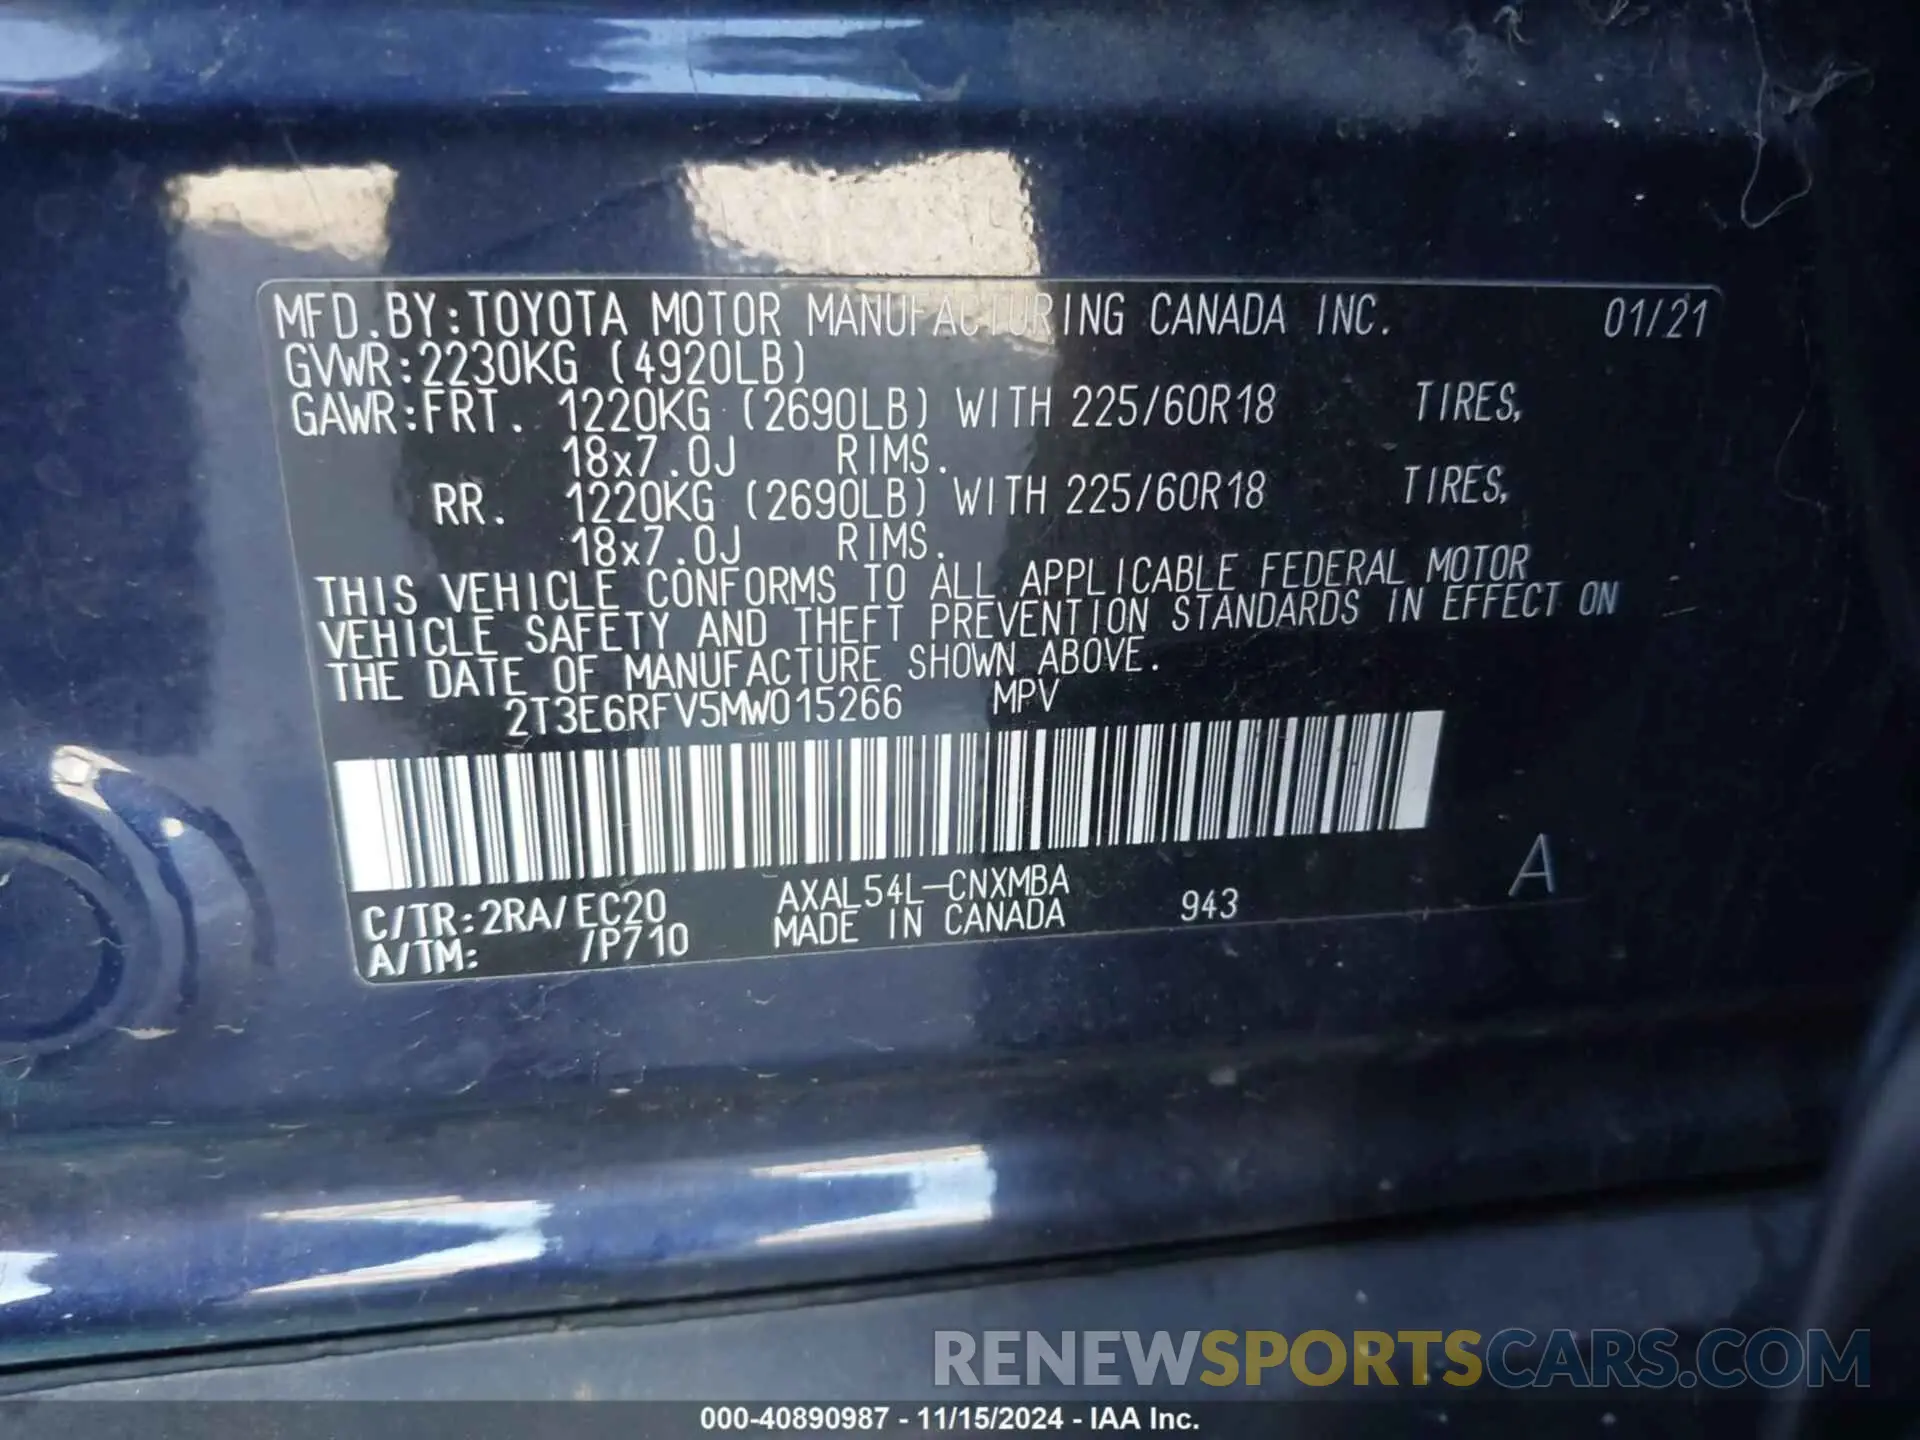 MFD.BY:TOYOTA MOTOR MANUFACTURING CANADA INC. 01/21
GVWR:2230KG (4920LB)
GAWR:FRT. 1220KG (2690LB) WITH 225/60R18 TIRES,
18x7.0J RIMS.
RR. 1220KG (2690LB) WITH 225/60R18 TIRES,
18x7.0J RIMS.
THIS VEHICLE CONFORMS TO ALL APPLICABLE FEDERAL MOTOR
VEHICLE SAFETY AND THEFT PREVENTION STANDARDS IN EFFECT ON
THE DATE OF MANUFACTURE SHOWN ABOVE.
2T3E6RFV5MW015266 MPV
C/TR:2RA/EC20 AXAL54L-CNXMBA 943 A
A/TM: /P710 MADE IN CANADA
RENEWSPORTSCARS.COM
000-40890987 - 11/15/2024 - IAA Inc.